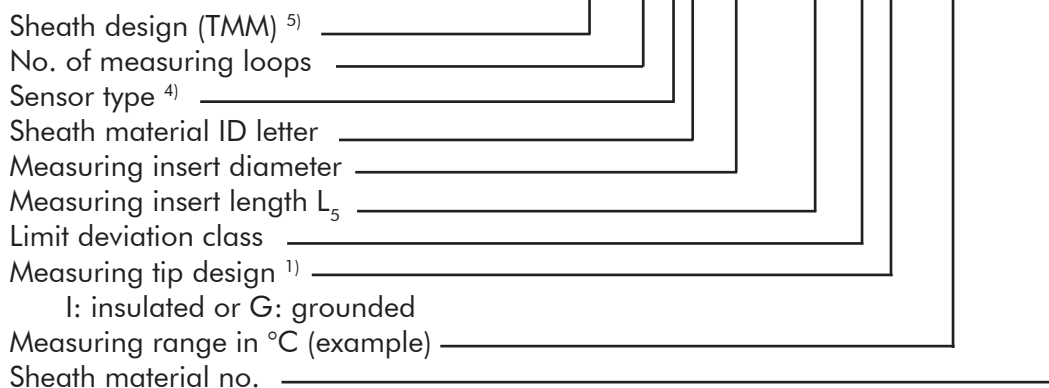 Sheath design (TMM) 5)
No. of measuring loops
Sensor type 4)
Sheath material ID letter
Measuring insert diameter
Measuring insert length L5
Limit deviation class
Measuring tip design 1)
I: insulated or G: grounded
Measuring range in °C (example)
Sheath material no.